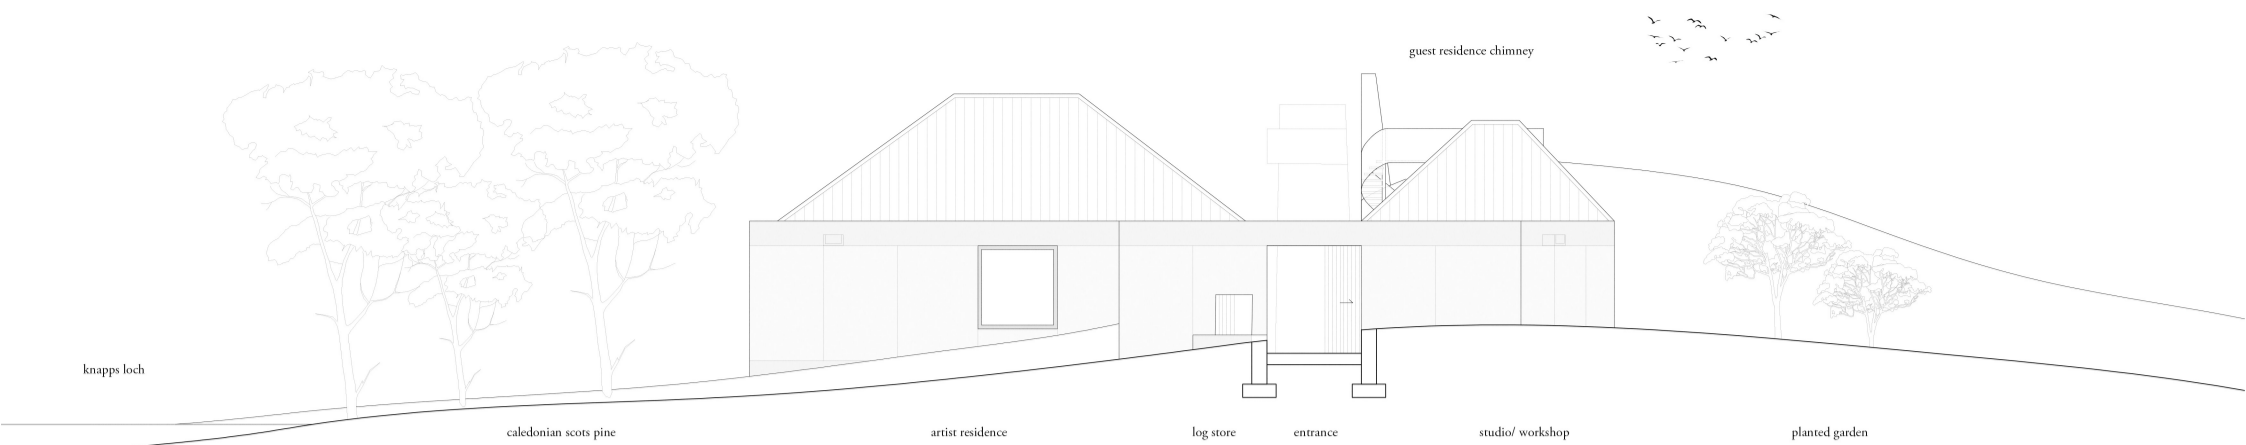 guest residence chimney
knapps loch
caledonian scots pine
artist residence
log store
entrance
studio/ workshop
planted garden